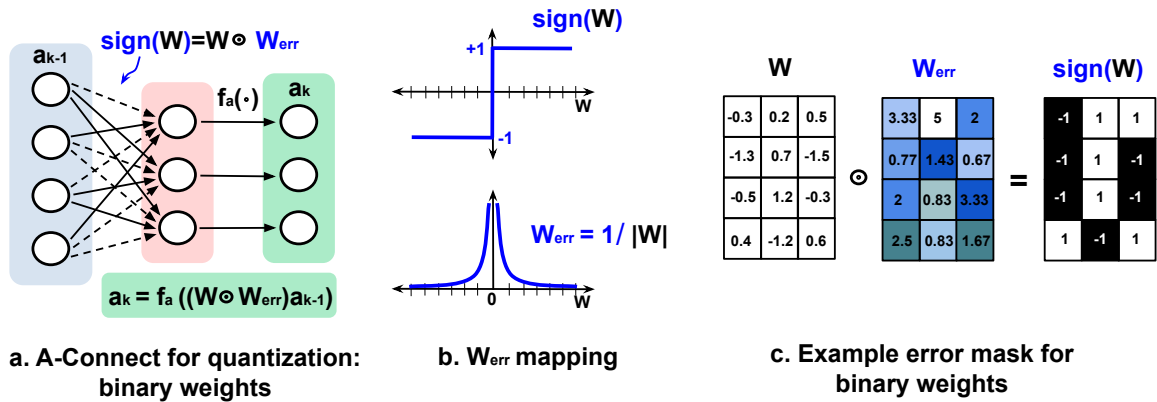 sign(W)=W ⊙ Werr
ak-1
fa(·)
ak
ak = fa ((W⊙ Werr)ak-1)
a. A-Connect for quantization:
binary weights
sign(W)
+1
W
-1
Werr = 1/ |W|
0
W
b. Werr mapping
W
-0.3 0.2 0.5
-1.3 0.7 -1.5
-0.5 1.2 -0.3
0.4 -1.2 0.6
⊙
Werr
3.33 5 2
0.77 1.43 0.67
2 0.83 3.33
2.5 0.83 1.67
=
sign(W)
-1 1 1
-1 1 -1
-1 1 -1
1 -1 1
c. Example error mask for
binary weights